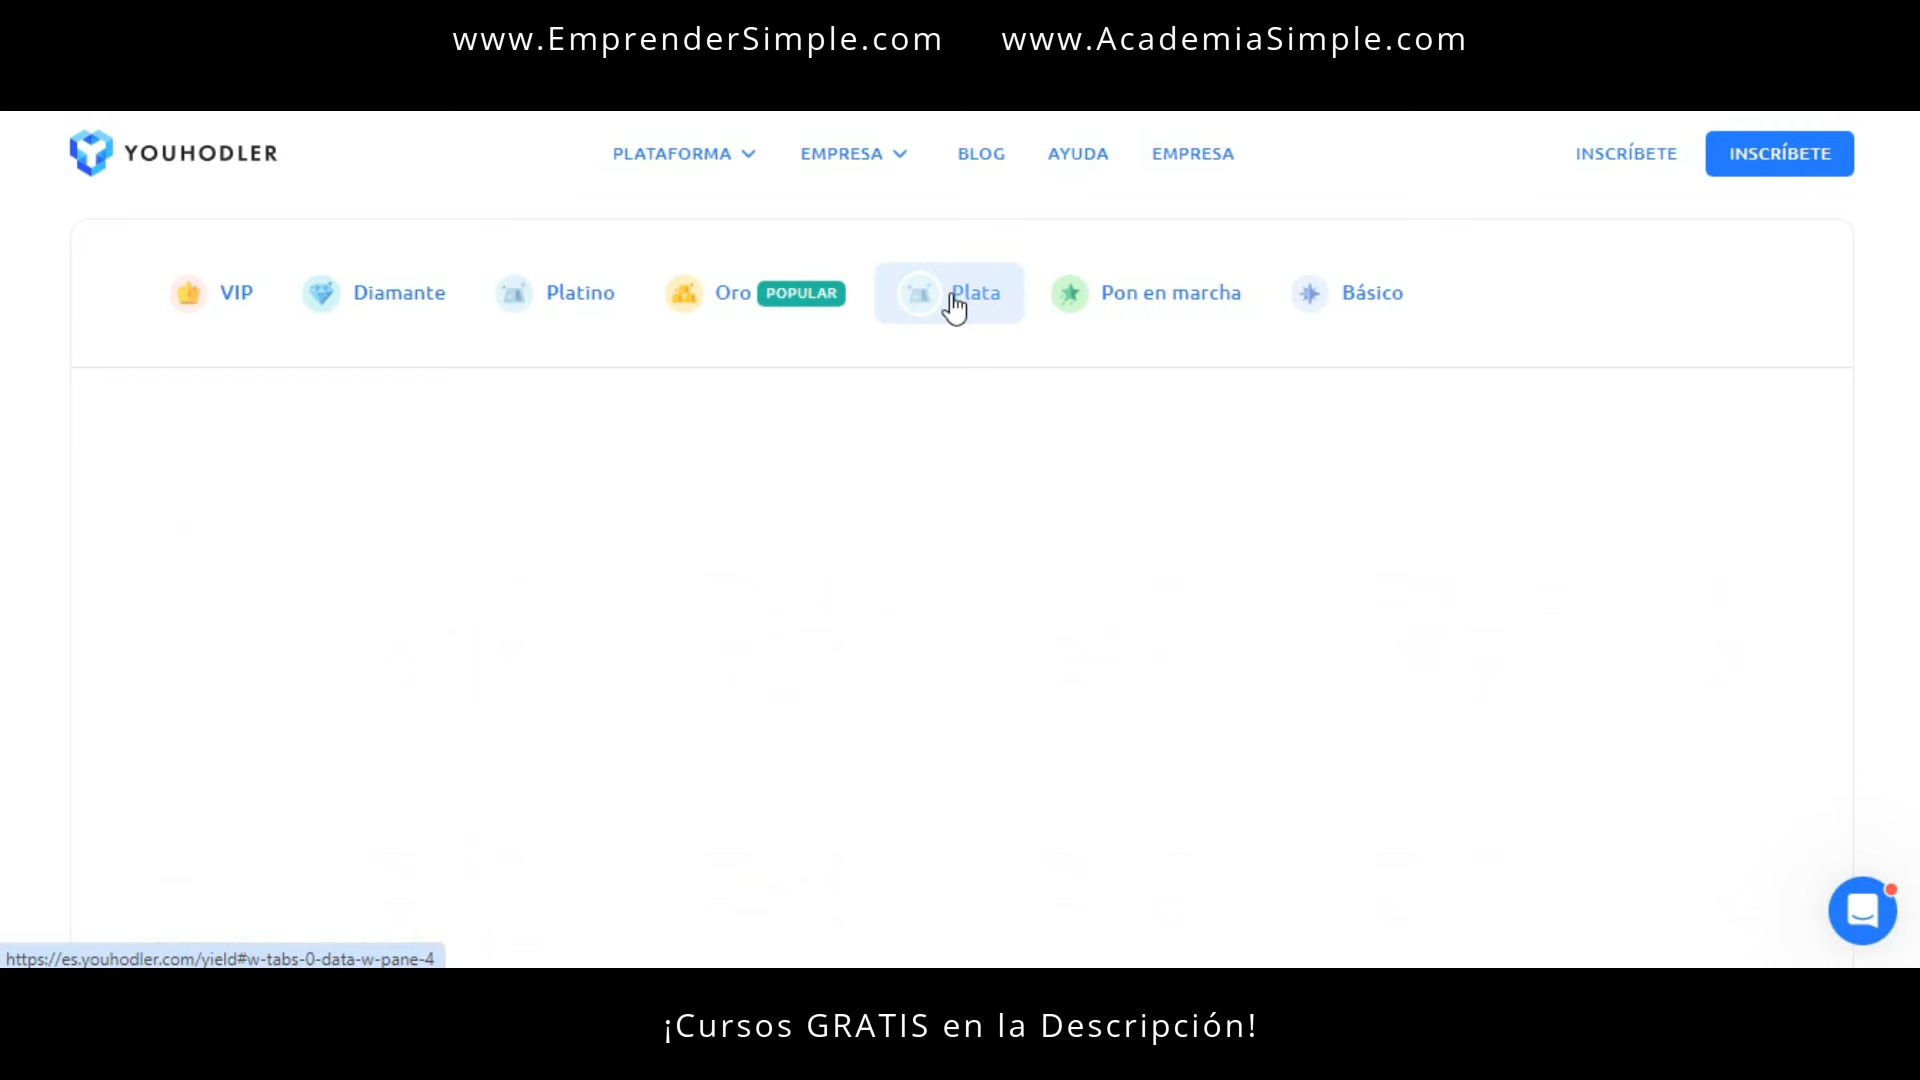 www.EmprenderSimple.com www.AcademiaSimple.com
YOUHODLER PLATAFORMA EMPRESA BLOG AYUDA EMPRESA INSCRÍBETE INSCRÍBETE
VIP Diamante Platino Oro POPULAR Plata Pon en marcha Básico
https://es.youhodler.com/yield#w-tabs-0-data-w-pane-4
¡Cursos GRATIS en la Descripción!